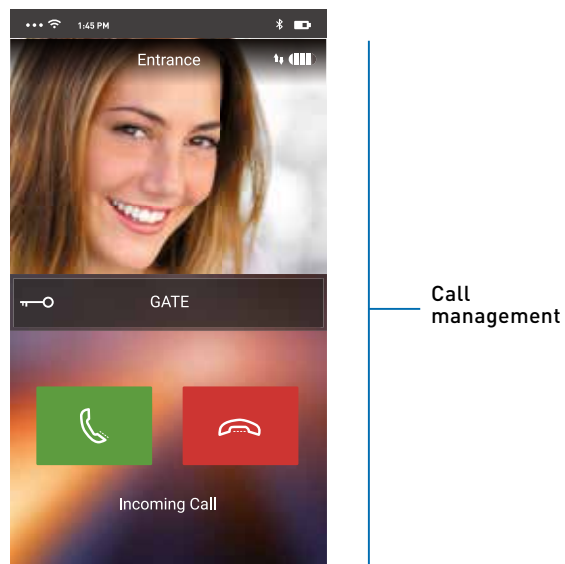 1:45 PM
Entrance
GATE
Call
management
Incoming Call